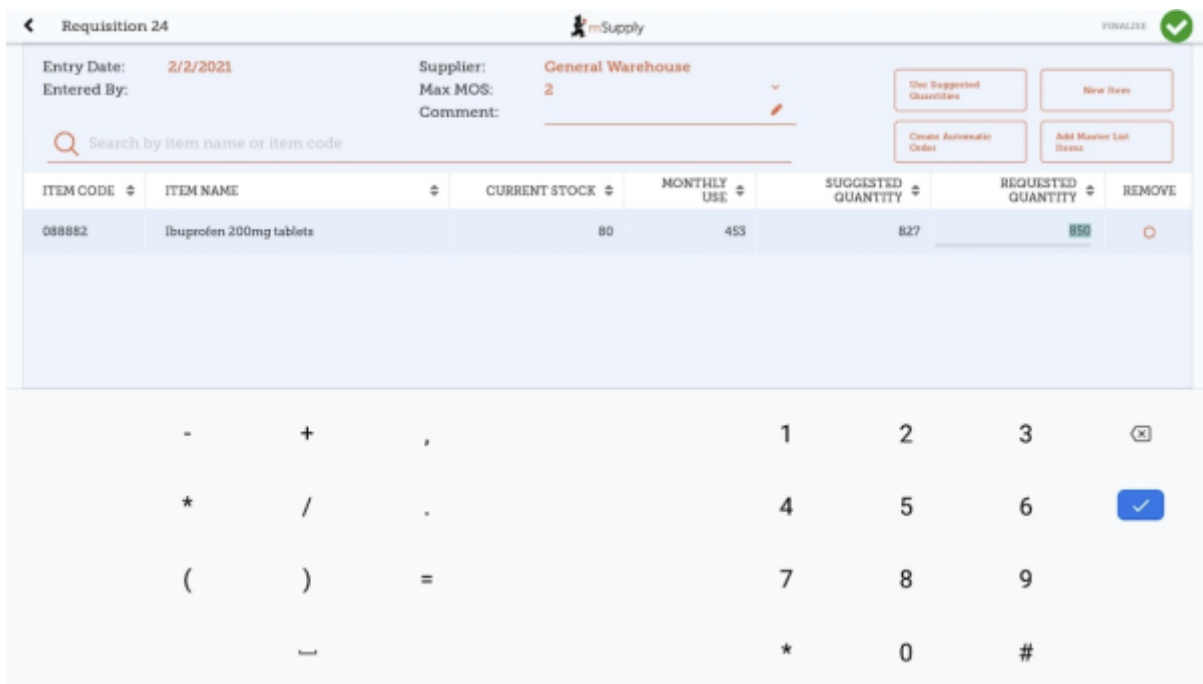 Requisition 24
mSupply
FINALISE
Entry Date: 2/2/2021
Supplier: General Warehouse
Entered By:
Max MOS: 2
Comment:
Use Suggested Quantities
New Item
Search by item name or item code
Create Automatic Order
Add Master List Items
ITEM CODE ITEM NAME CURRENT STOCK MONTHLY USE SUGGESTED QUANTITY REQUESTED QUANTITY REMOVE
088882 Ibuprofen 200mg tablets 80 453 827 850
- + , 1 2 3
* / . 4 5 6
( ) = 7 8 9
* 0 #